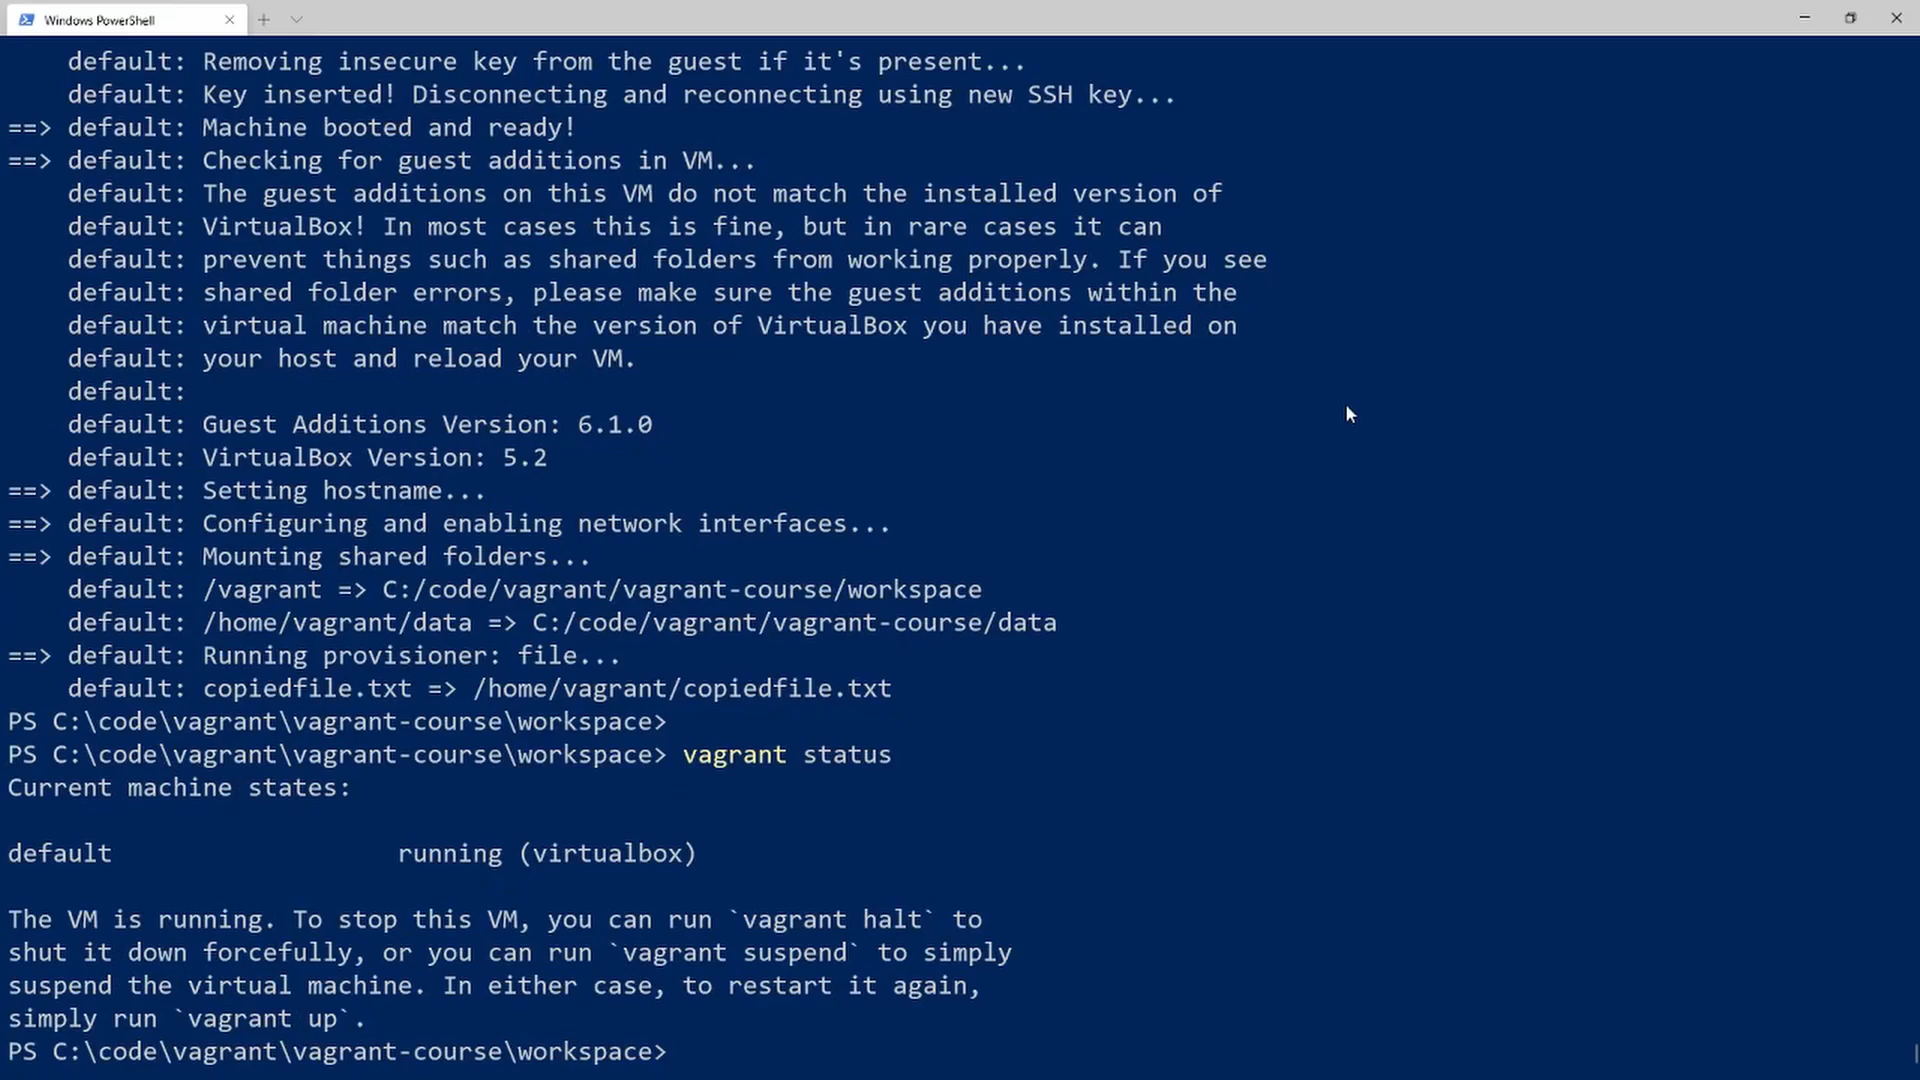 Windows PowerShell
default: Removing insecure key from the guest if it's present...
default: Key inserted! Disconnecting and reconnecting using new SSH key...
==> default: Machine booted and ready!
==> default: Checking for guest additions in VM...
default: The guest additions on this VM do not match the installed version of
default: VirtualBox! In most cases this is fine, but in rare cases it can
default: prevent things such as shared folders from working properly. If you see
default: shared folder errors, please make sure the guest additions within the
default: virtual machine match the version of VirtualBox you have installed on
default: your host and reload your VM.
default:
default: Guest Additions Version: 6.1.0
default: VirtualBox Version: 5.2
==> default: Setting hostname...
==> default: Configuring and enabling network interfaces...
==> default: Mounting shared folders...
default: /vagrant => C:/code/vagrant/vagrant-course/workspace
default: /home/vagrant/data => C:/code/vagrant/vagrant-course/data
==> default: Running provisioner: file...
default: copiedfile.txt => /home/vagrant/copiedfile.txt
PS C:\code\vagrant\vagrant-course\workspace>
PS C:\code\vagrant\vagrant-course\workspace> vagrant status
Current machine states:
default running (virtualbox)
The VM is running. To stop this VM, you can run `vagrant halt` to
shut it down forcefully, or you can run `vagrant suspend` to simply
suspend the virtual machine. In either case, to restart it again,
simply run `vagrant up`.
PS C:\code\vagrant\vagrant-course\workspace>